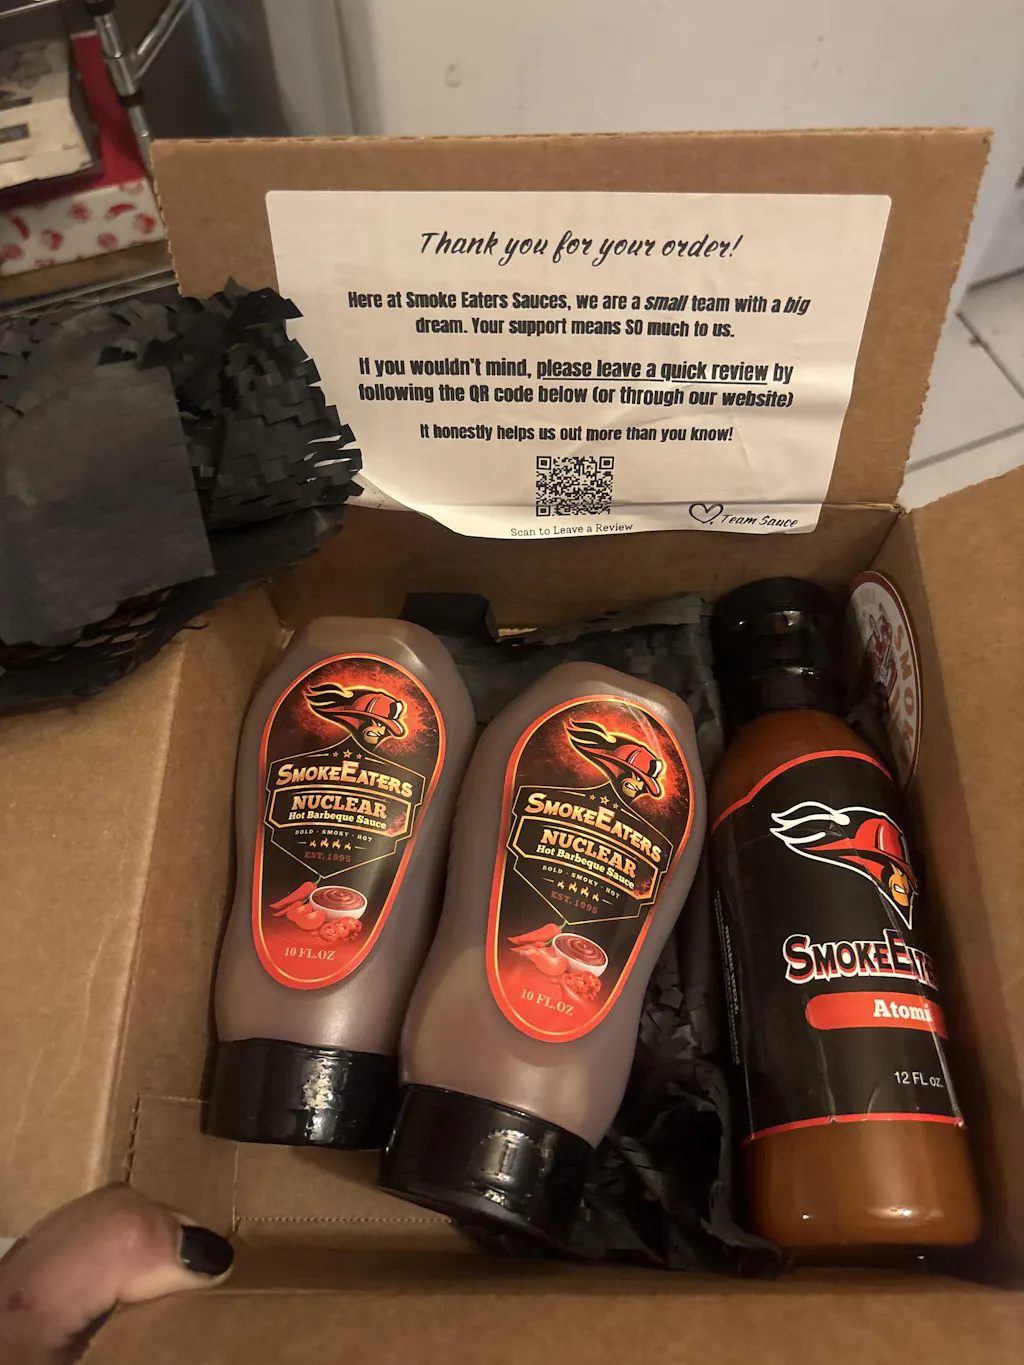 Thank you for your order!
Here at Smoke Eaters Sauces, we are a small team with a big
dream. Your support means SO much to us.
If you wouldn't mind, please leave a quick review by
following the QR code below (or through our website)
It honestly helps us out more than you know!
Scan to Leave a Review
Team Sauce
SMOKEEATERS
NUCLEAR
Hot Barbeque Sauce
BOLD · SMOKY · HOT
EST. 1995
10 FL.OZ
SMOKEEATERS
NUCLEAR
Hot Barbeque Sauce
BOLD · SMOKY · HOT
EST. 1995
10 FL.OZ
SMOKEEAT
Atomi
12 FL oz.
SMOK